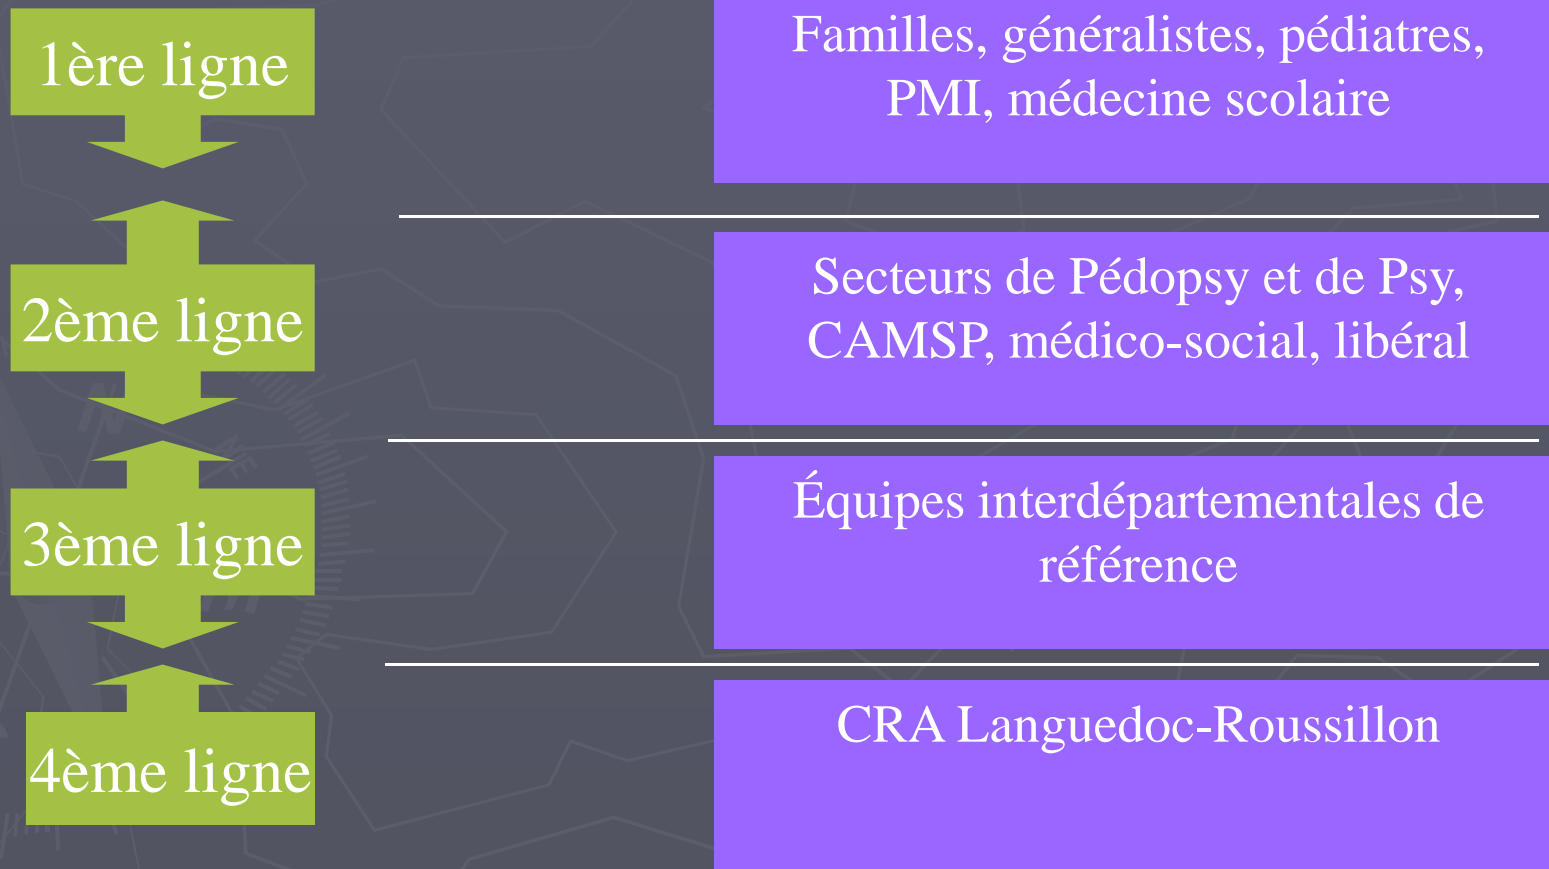 1ère ligne
Familles, généralistes, pédiatres,
PMI, médecine scolaire
2ème ligne
Secteurs de Pédopsy et de Psy,
CAMSP, médico-social, libéral
3ème ligne
Équipes interdépartementales de
référence
4ème ligne
CRA Languedoc-Roussillon